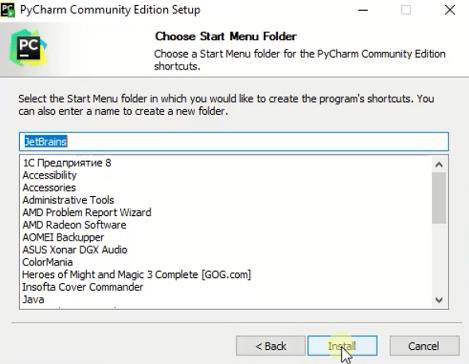 PyCharm Community Edition Setup
PC
Choose Start Menu Folder
Choose a Start Menu folder for the PyCharm Community Edition
shortcuts.
Select the Start Menu folder in which you would like to create the program's shortcuts. You
can also enter a name to create a new folder.
JetBrains
1С Предприятие 8
Accessibility
Accessories
Administrative Tools
AMD Problem Report Wizard
AMD Radeon Software
AOMEI Backupper
ASUS Xonar DGX Audio
ColorMania
Heroes of Might and Magic 3 Complete [GOG.com]
Insofta Cover Commander
Java
< Back
Install
Cancel